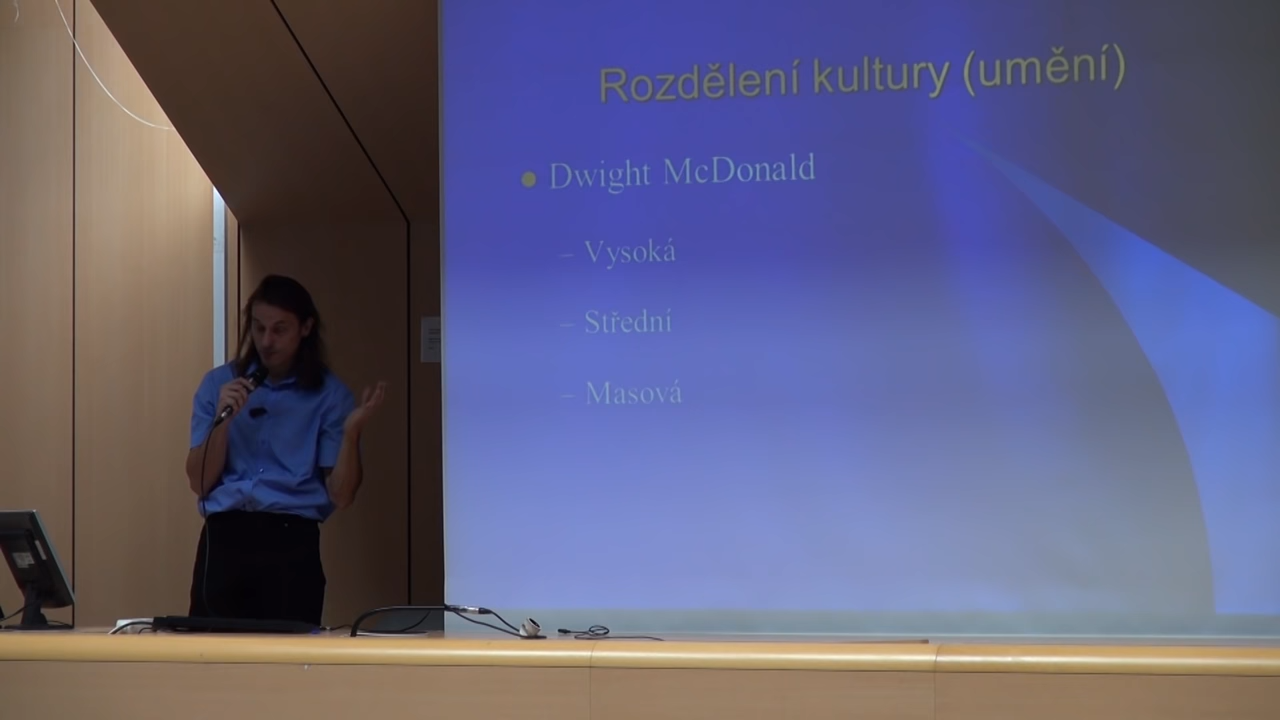 Rozdělení kultury (umění)
Dwight McDonald
– Vysoká
– Střední
– Masová